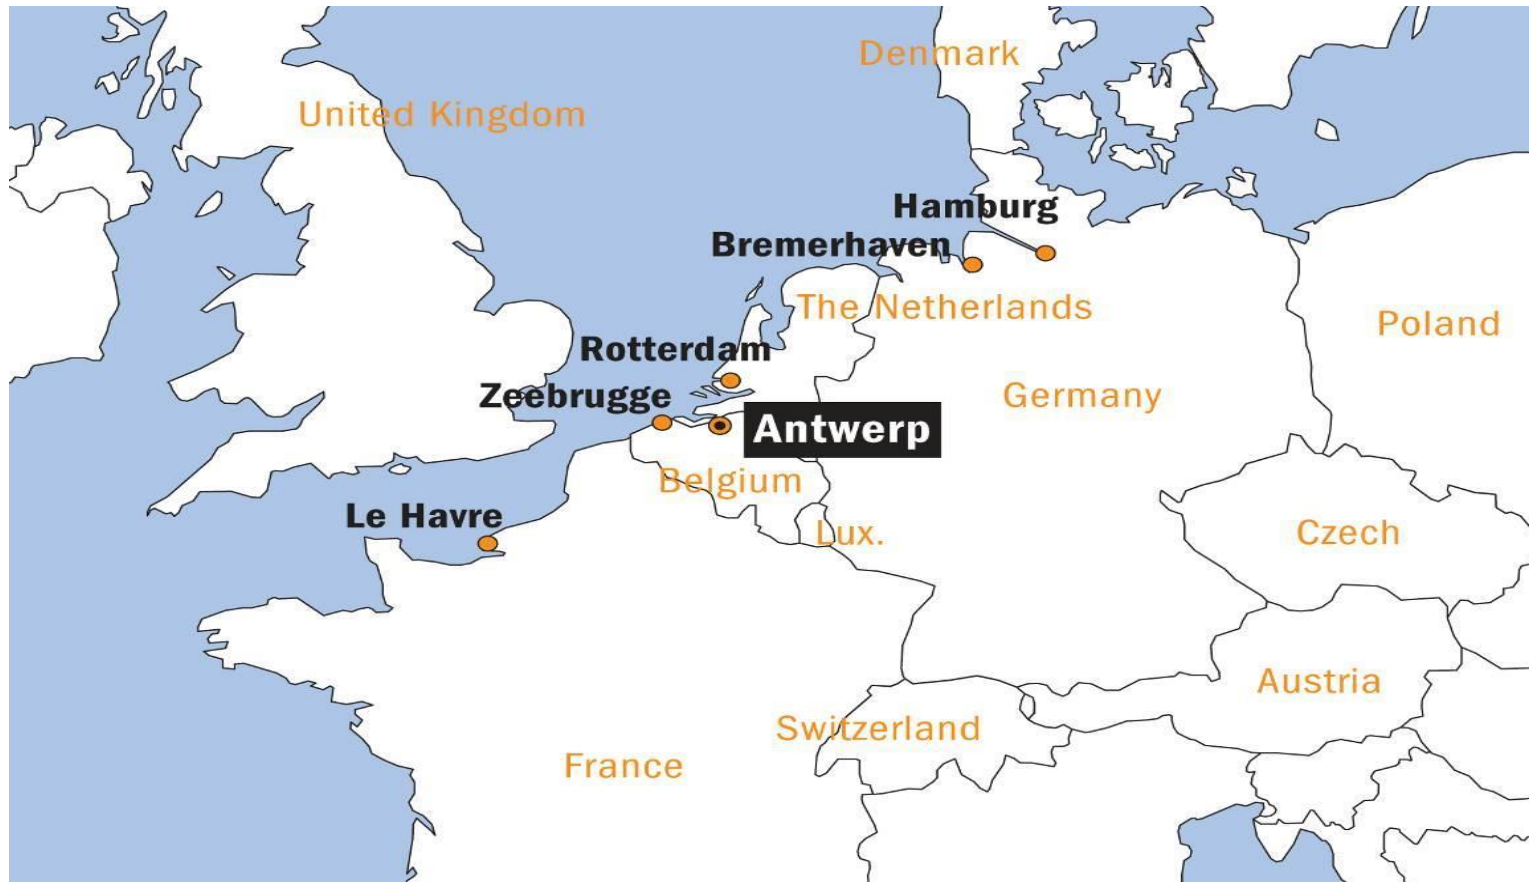 Denmark
United Kingdom
Hamburg
Bremerhaven
The Netherlands
Poland
Rotterdam
Zeebrugge
Germany
Antwerp
Belgium
Le Havre
Lux.
Czech
Austria
Switzerland
France